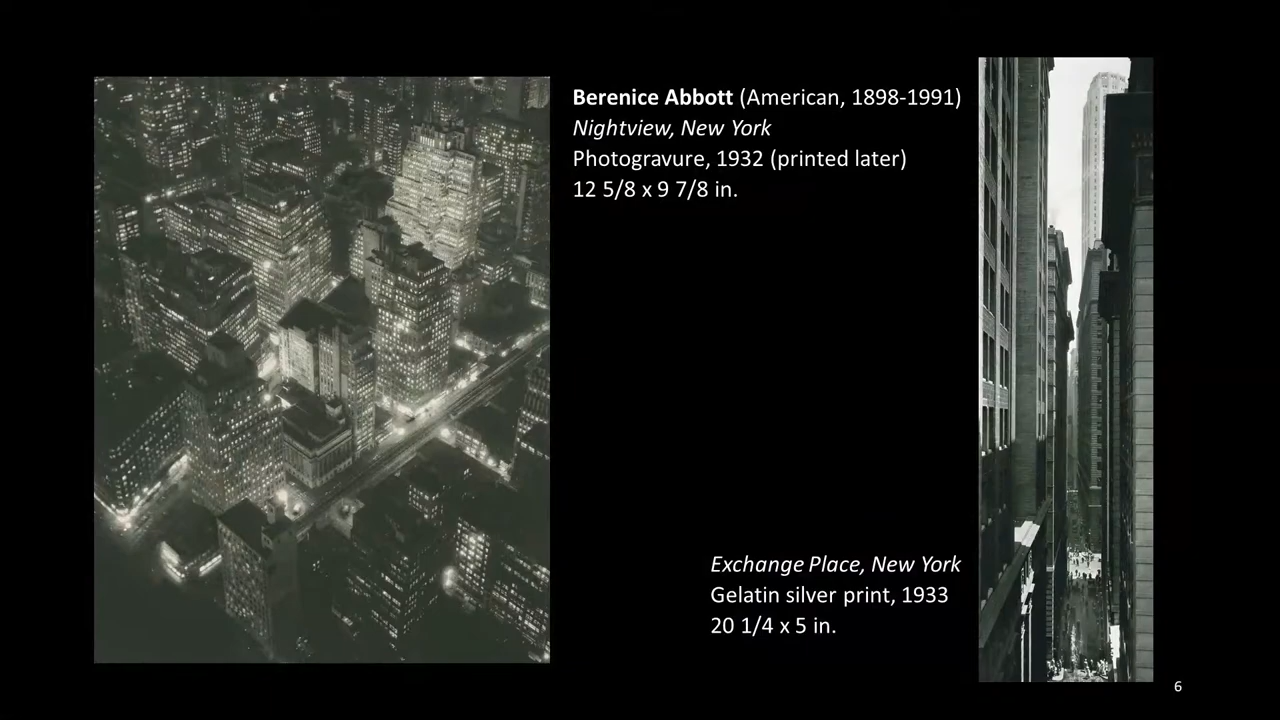 Berenice Abbott (American, 1898-1991)
Nightview, New York
Photogravure, 1932 (printed later)
12 5/8 x 9 7/8 in.
Exchange Place, New York
Gelatin silver print, 1933
20 1/4 x 5 in.
6